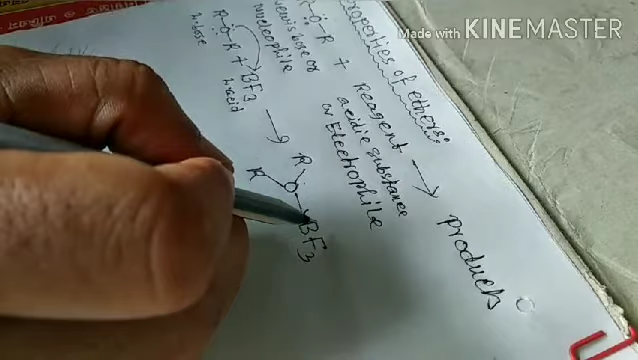 Made with KINEMASTER
Properties of ethers:
R-Ö-R + Reagent → Products
Lewis base or acidic substance
nucleophile or Electrophile
R-Ö-R + BF3 →
L-base L-acid
R
R O → BF3